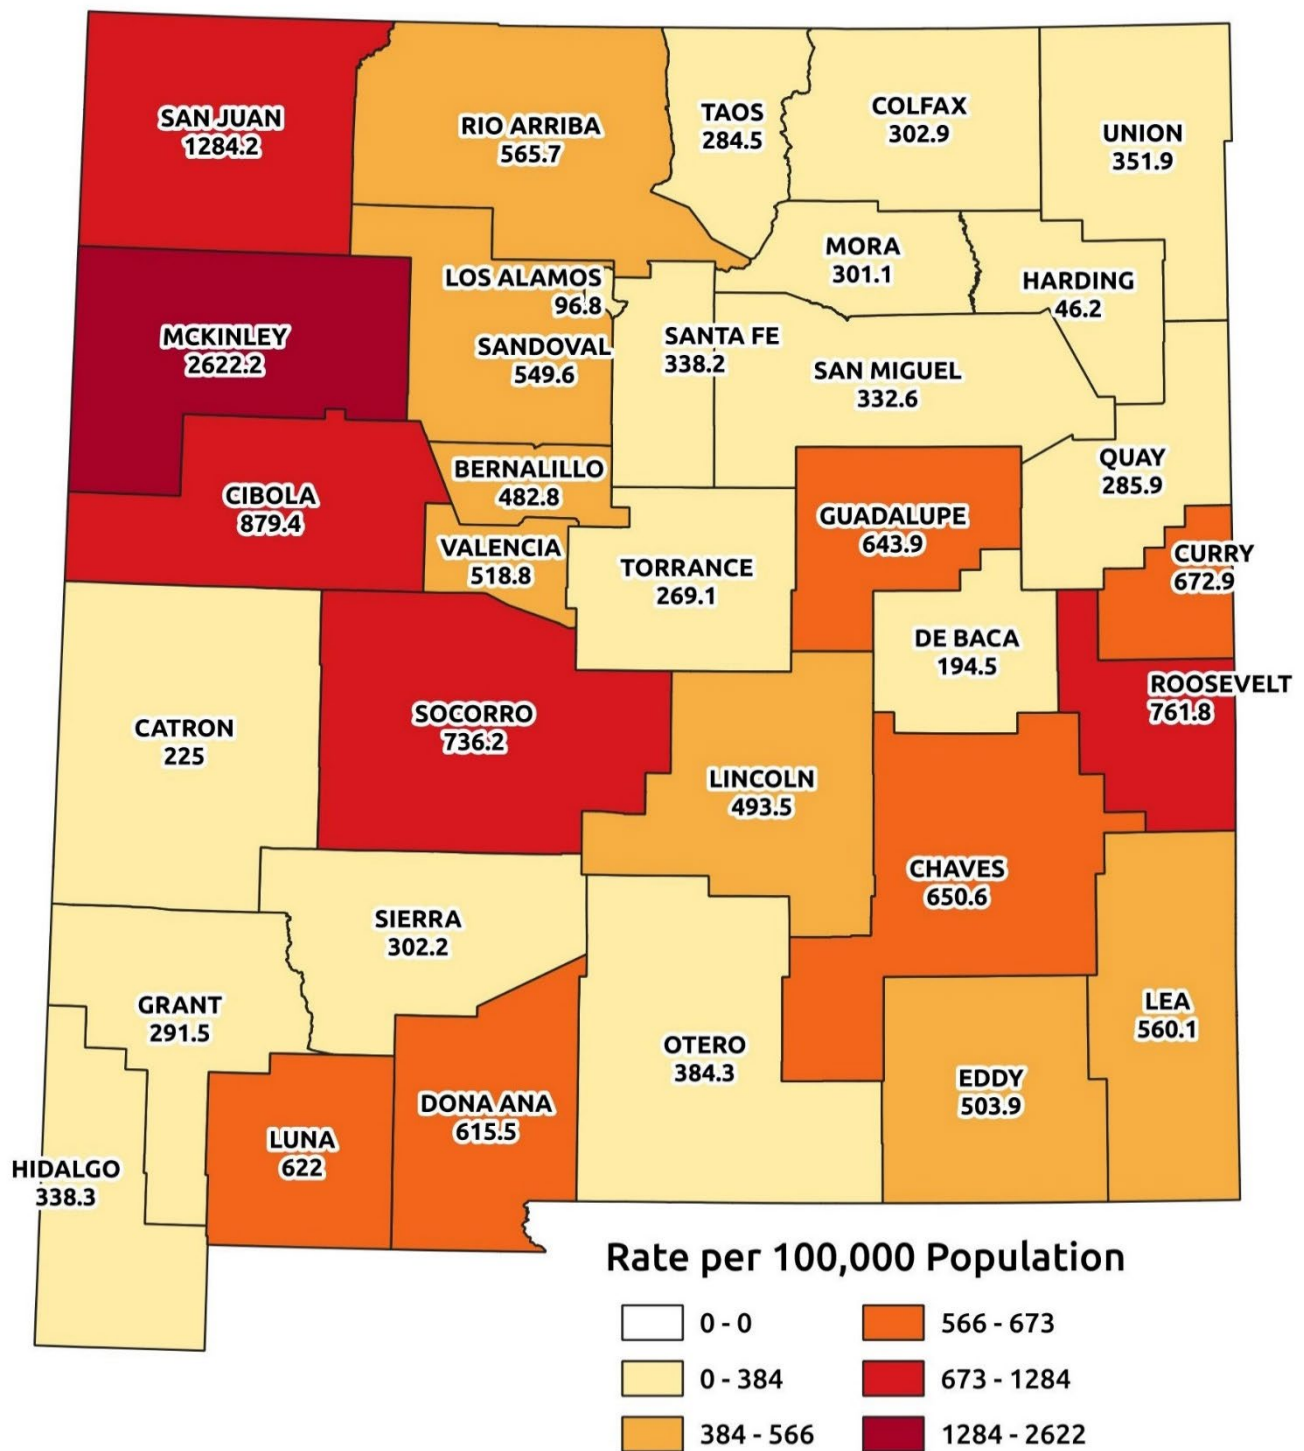 SAN JUAN
1284.2
RIO ARRIBA
565.7
TAOS
284.5
COLFAX
302.9
UNION
351.9
MORA
301.1
HARDING
46.2
LOS ALAMOS
96.8
MCKINLEY
2622.2
SANDOVAL
549.6
SANTA FE
338.2
SAN MIGUEL
332.6
BERNALILLO
482.8
QUAY
285.9
CIBOLA
879.4
GUADALUPE
643.9
VALENCIA
518.8
TORRANCE
269.1
CURRY
672.9
DE BACA
194.5
ROOSEVELT
761.8
CATRON
225
SOCORRO
736.2
LINCOLN
493.5
CHAVES
650.6
SIERRA
302.2
GRANT
291.5
LEA
560.1
OTERO
384.3
EDDY
503.9
DONA ANA
615.5
LUNA
622
HIDALGO
338.3
Rate per 100,000 Population
0 - 0
566 - 673
0 - 384
673 - 1284
384 - 566
1284 - 2622